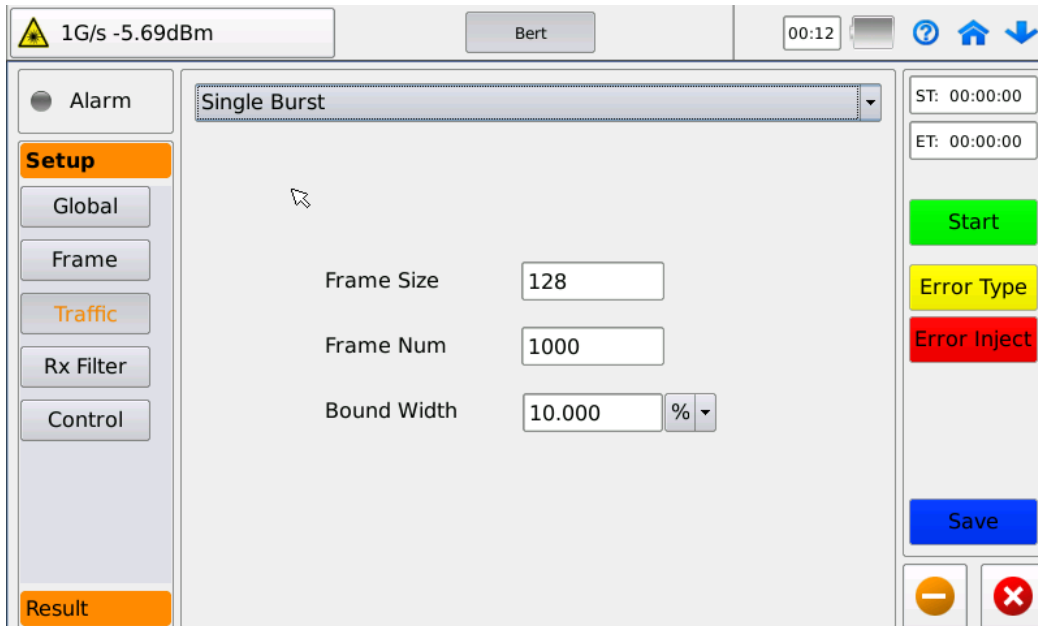 1G/s -5.69dBm
Bert
00:12
Alarm
Setup
Global
Frame
Traffic
Rx Filter
Control
Result
Single Burst
Frame Size
128
Frame Num
1000
Bound Width
10.000
%
ST: 00:00:00
ET: 00:00:00
Start
Error Type
Error Inject
Save